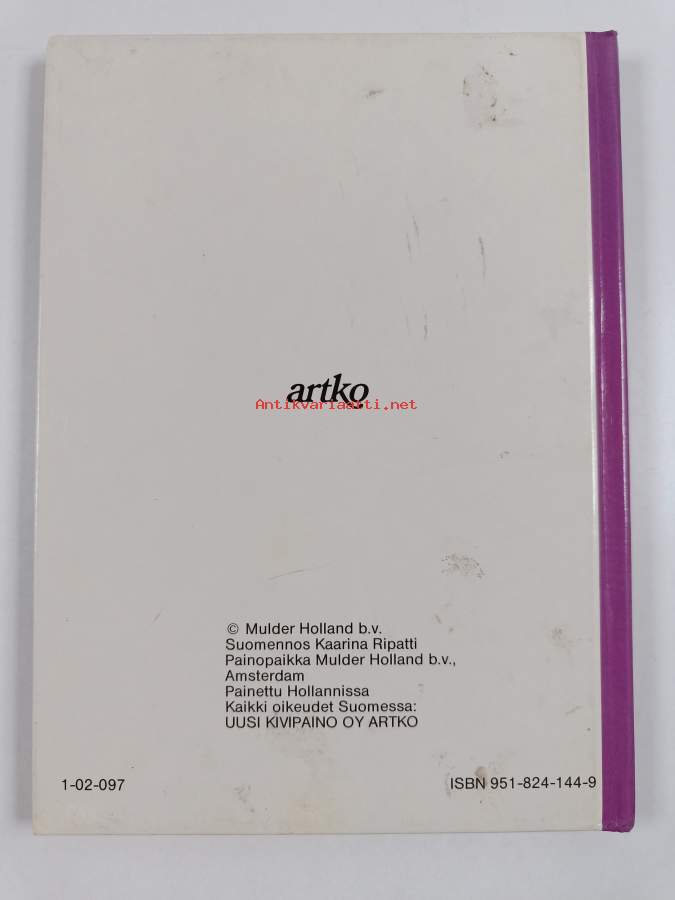 artko
Antikvariaatti.net
© Mulder Holland b.v.
Suomennos Kaarina Ripatti
Painopaikka Mulder Holland b.v.,
Amsterdam
Painettu Hollannissa
Kaikki oikeudet Suomessa:
UUSI KIVIPAINO OY ARTKO
1-02-097
ISBN 951-824-144-9